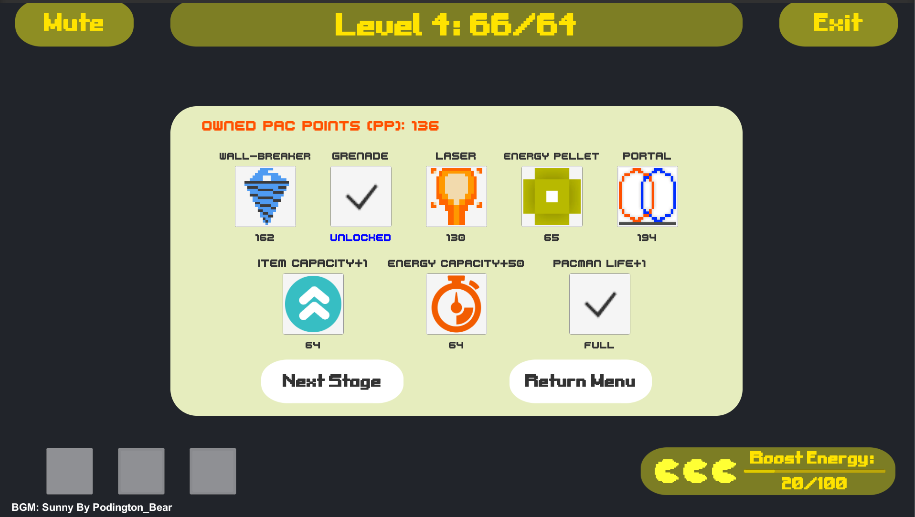 Mute
Level 4: 66/64
Exit
OWNED PAC POINTS (PP): 136
WALL-BREAKER
GRENADE
LASER
ENERGY PELLET
PORTAL
162
UNLOCKED
130
65
194
ITEM CAPACITY+1
ENERGY CAPACITY+50
PACMAN LIFE+1
64
64
FULL
Next Stage
Return Menu
Boost Energy:
20/100
BGM: Sunny By Podington_Bear